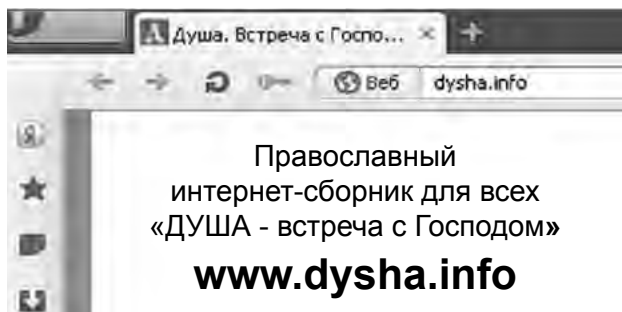 Душа. Встреча с Госпо...
Веб dysha.info
Православный
интернет-сборник для всех
«ДУША - встреча с Господом»
www.dysha.info